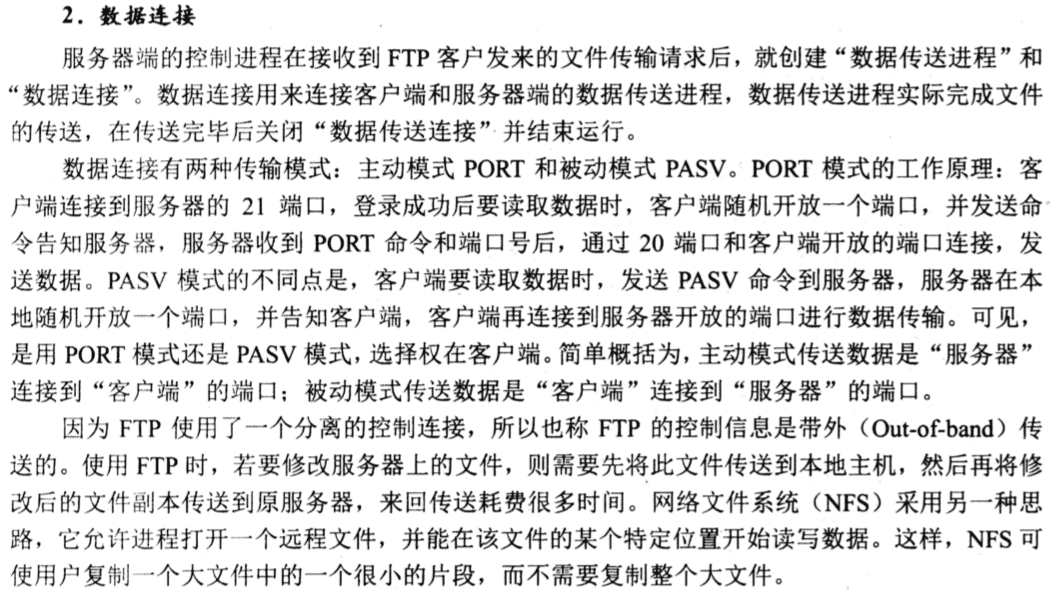 2．数据连接
服务器端的控制进程在接收到 FTP 客户发来的文件传输请求后，就创建“数据传送进程”和
“数据连接”。数据连接用来连接客户端和服务器端的数据传送进程，数据传送进程实际完成文件
的传送，在传送完毕后关闭“数据传送连接”并结束运行。
数据连接有两种传输模式：主动模式 PORT 和被动模式 PASV。PORT 模式的工作原理：客
户端连接到服务器的 21 端口，登录成功后要读取数据时，客户端随机开放一个端口，并发送命
令告知服务器，服务器收到 PORT 命令和端口号后，通过 20 端口和客户端开放的端口连接，发
送数据。PASV 模式的不同点是，客户端要读取数据时，发送 PASV 命令到服务器，服务器在本
地随机开放一个端口，并告知客户端，客户端再连接到服务器开放的端口进行数据传输。可见，
是用 PORT 模式还是 PASV 模式，选择权在客户端。简单概括为，主动模式传送数据是“服务器”
连接到“客户端”的端口；被动模式传送数据是“客户端”连接到“服务器”的端口。
因为 FTP 使用了一个分离的控制连接，所以也称 FTP 的控制信息是带外（Out-of-band）传
送的。使用 FTP 时，若要修改服务器上的文件，则需要先将此文件传送到本地主机，然后再将修
改后的文件副本传送到原服务器，来回传送耗费很多时间。网络文件系统（NFS）采用另一种思
路，它允许进程打开一个远程文件，并能在该文件的某个特定位置开始读写数据。这样，NFS 可
使用户复制一个大文件中的一个很小的片段，而不需要复制整个大文件。